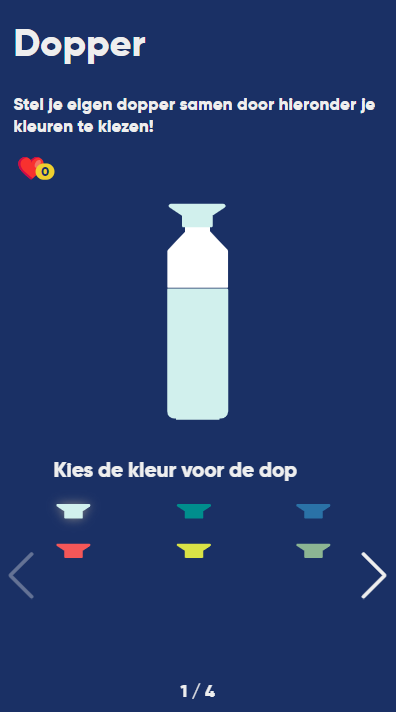 Dopper
Stel je eigen dopper samen door hieronder je
kleuren te kiezen!
0
Kies de kleur voor de dop
1 / 4